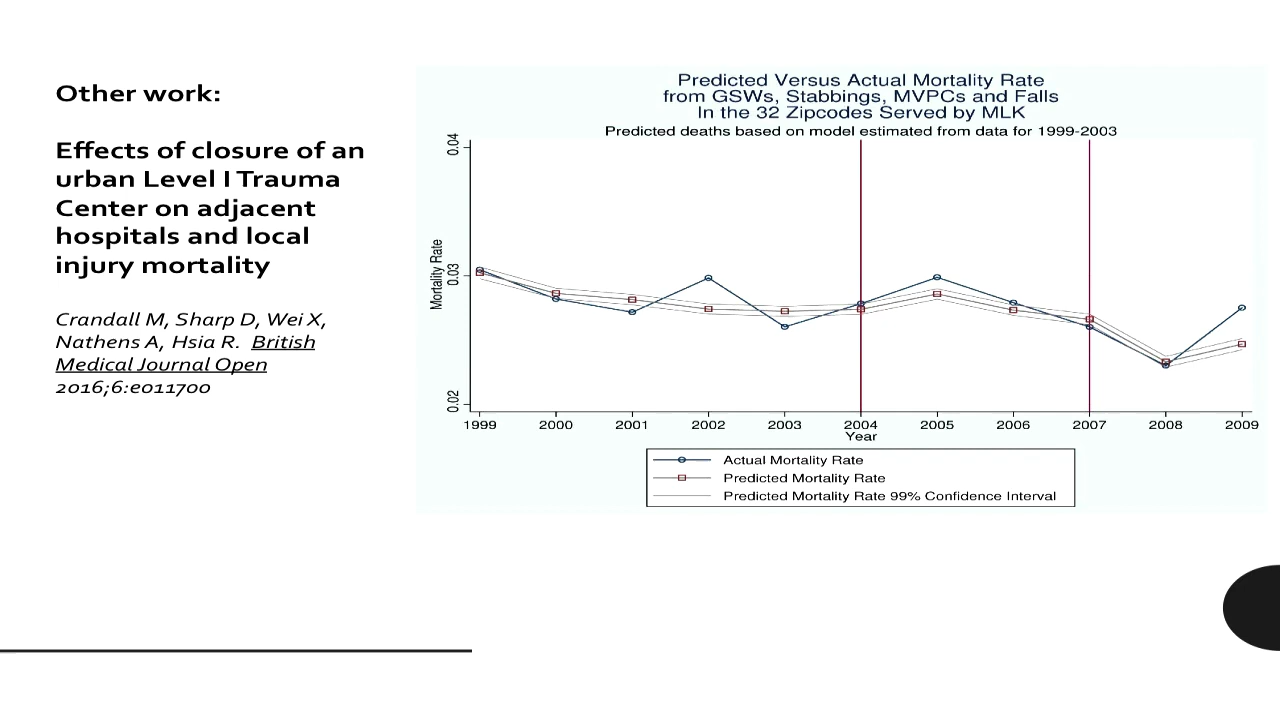 Other work:
Effects of closure of an
urban Level I Trauma
Center on adjacent
hospitals and local
injury mortality
Crandall M, Sharp D, Wei X,
Nathens A, Hsia R. British
Medical Journal Open
2016;6:e011700
Predicted Versus Actual Mortality Rate
from GSWs, Stabbings, MVPCs and Falls
In the 32 Zipcodes Served by MLK
Predicted deaths based on model estimated from data for 1999-2003
Mortality Rate
0.04
0.03
0.02
1999 2000 2001 2002 2003 2004 2005 2006 2007 2008 2009
Year
Actual Mortality Rate
Predicted Mortality Rate
Predicted Mortality Rate 99% Confidence Interval